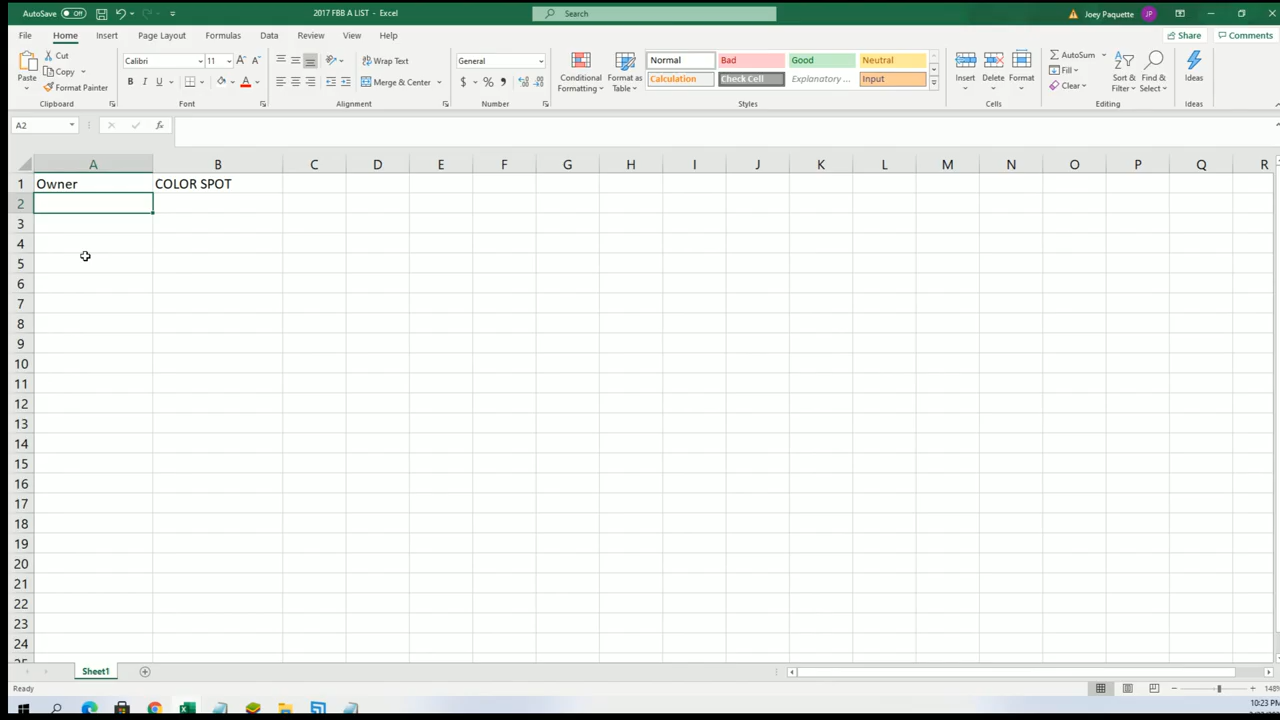 AutoSave Off 2017 FBB A LIST - Excel Search Joey Paquette JP
File Home Insert Page Layout Formulas Data Review View Help Share Comments
Paste Cut Copy Format Painter Clipboard
Calibri 11 A A B I U A Font
Wrap Text Merge & Center Alignment
General $ % , Number
Conditional Formatting Format as Table
Normal Bad Good Neutral
Calculation Check Cell Explanatory ... Input
Styles
Insert Delete Format Cells
AutoSum Fill Clear Sort & Filter Find & Select Editing
Ideas Ideas
A2 fx
A B C D E F G H I J K L M N O P Q R
1 Owner COLOR SPOT
2
3
4
5
6
7
8
9
10
11
12
13
14
15
16
17
18
19
20
21
22
23
24
Sheet1
Ready 148%
10:23 PM